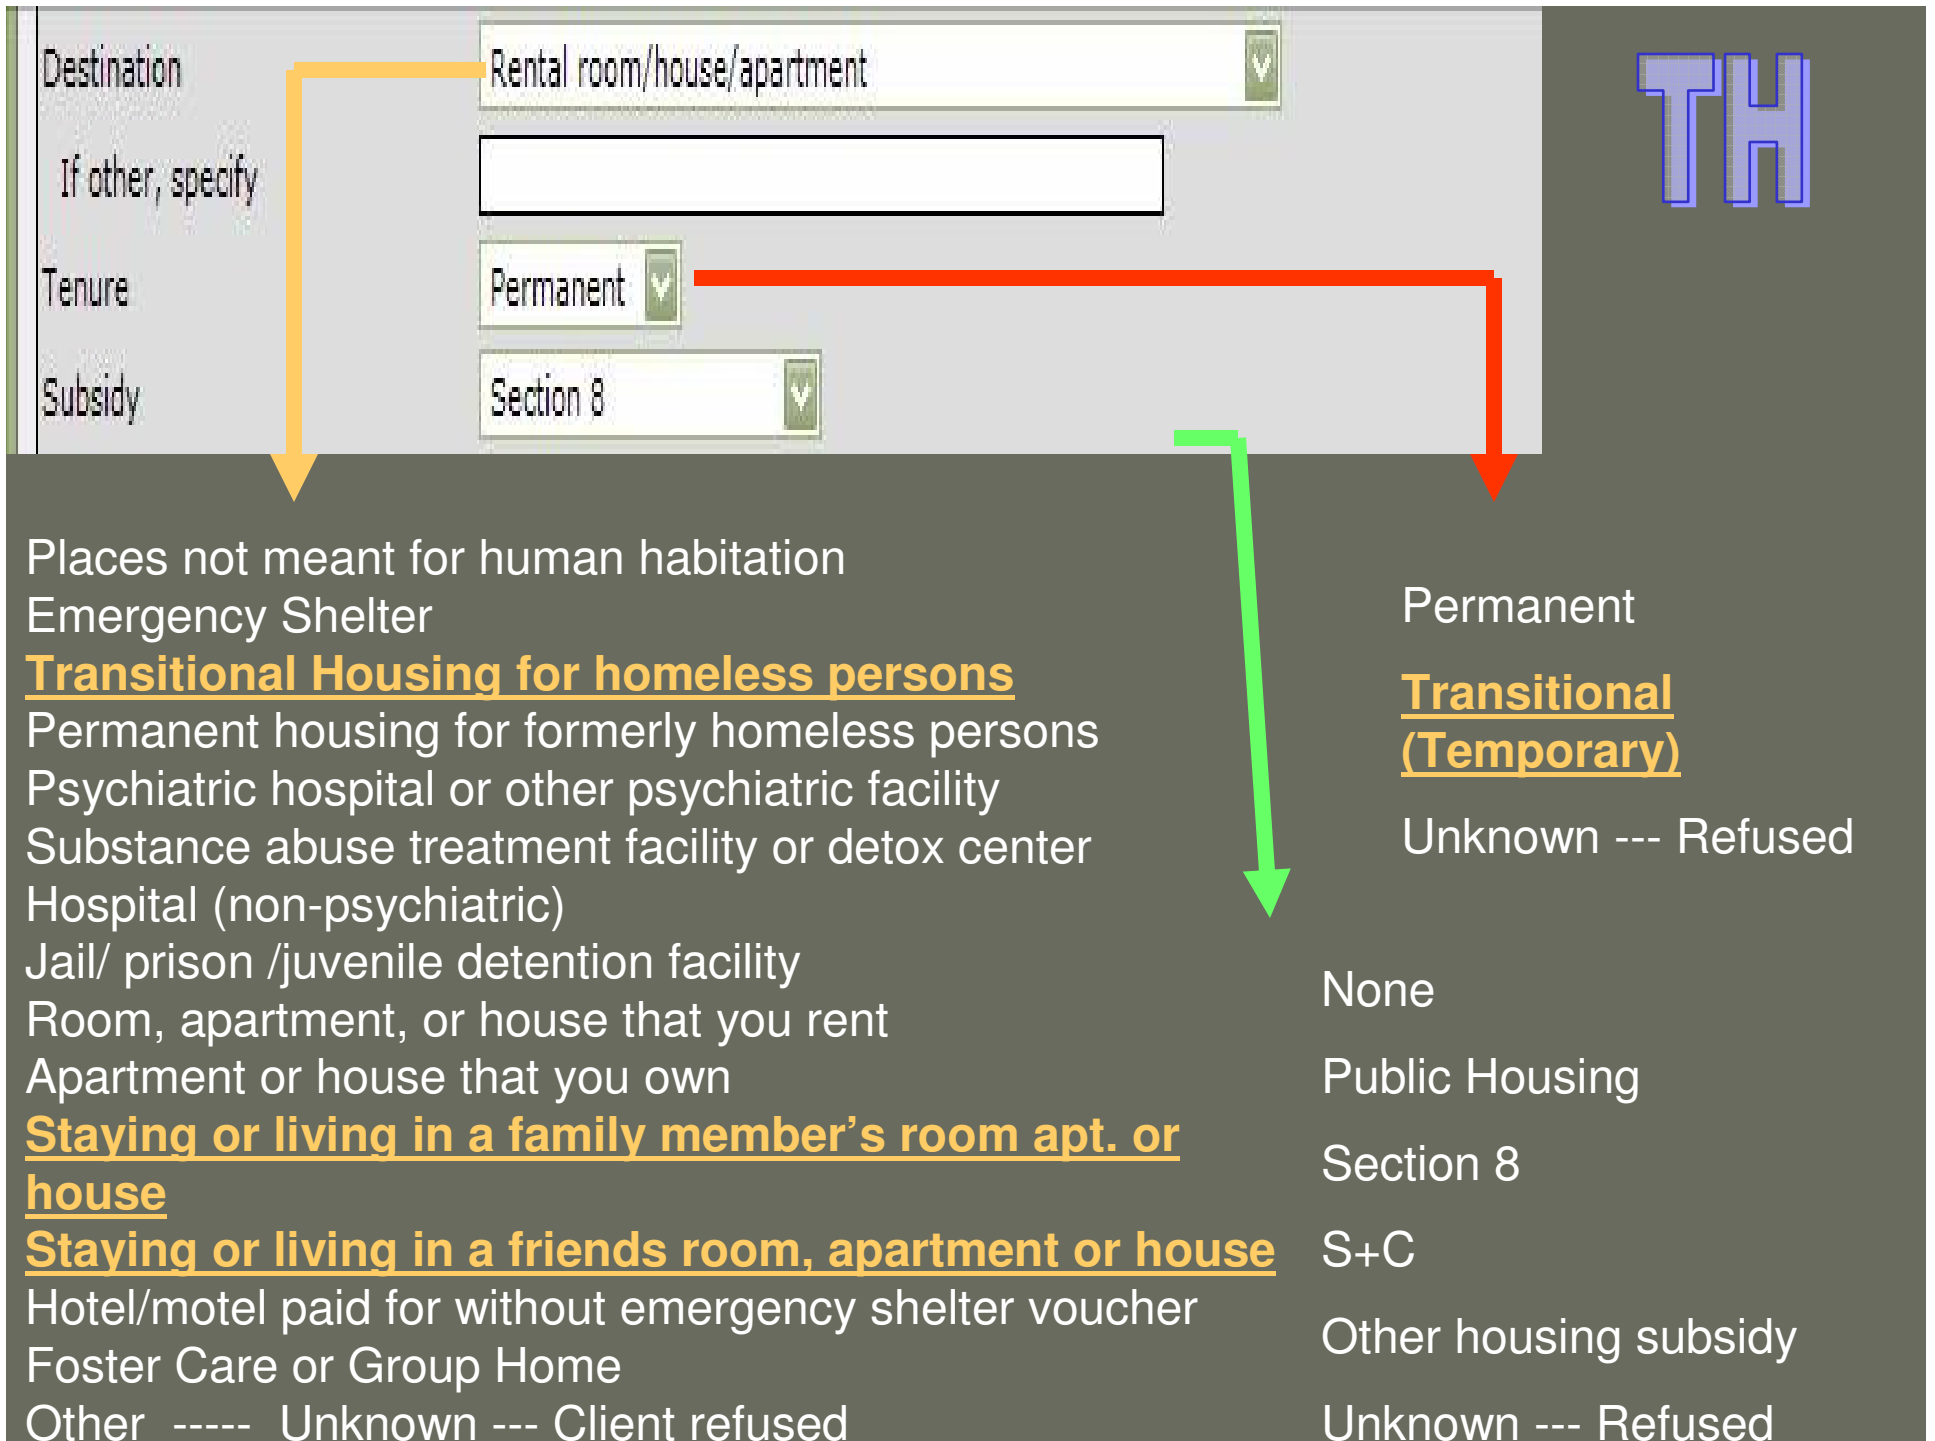 Destination
Rental room/house/apartment
TH
If other, specify
Tenure
Permanent
Subsidy
Section 8
Places not meant for human habitation
Emergency Shelter
Transitional Housing for homeless persons
Permanent housing for formerly homeless persons
Psychiatric hospital or other psychiatric facility
Substance abuse treatment facility or detox center
Hospital (non-psychiatric)
Jail/ prison /juvenile detention facility
Room, apartment, or house that you rent
Apartment or house that you own
Staying or living in a family member’s room apt. or
house
Staying or living in a friends room, apartment or house
Hotel/motel paid for without emergency shelter voucher
Foster Care or Group Home
Other ----- Unknown --- Client refused
Permanent
Transitional
(Temporary)
Unknown --- Refused
None
Public Housing
Section 8
S+C
Other housing subsidy
Unknown --- Refused